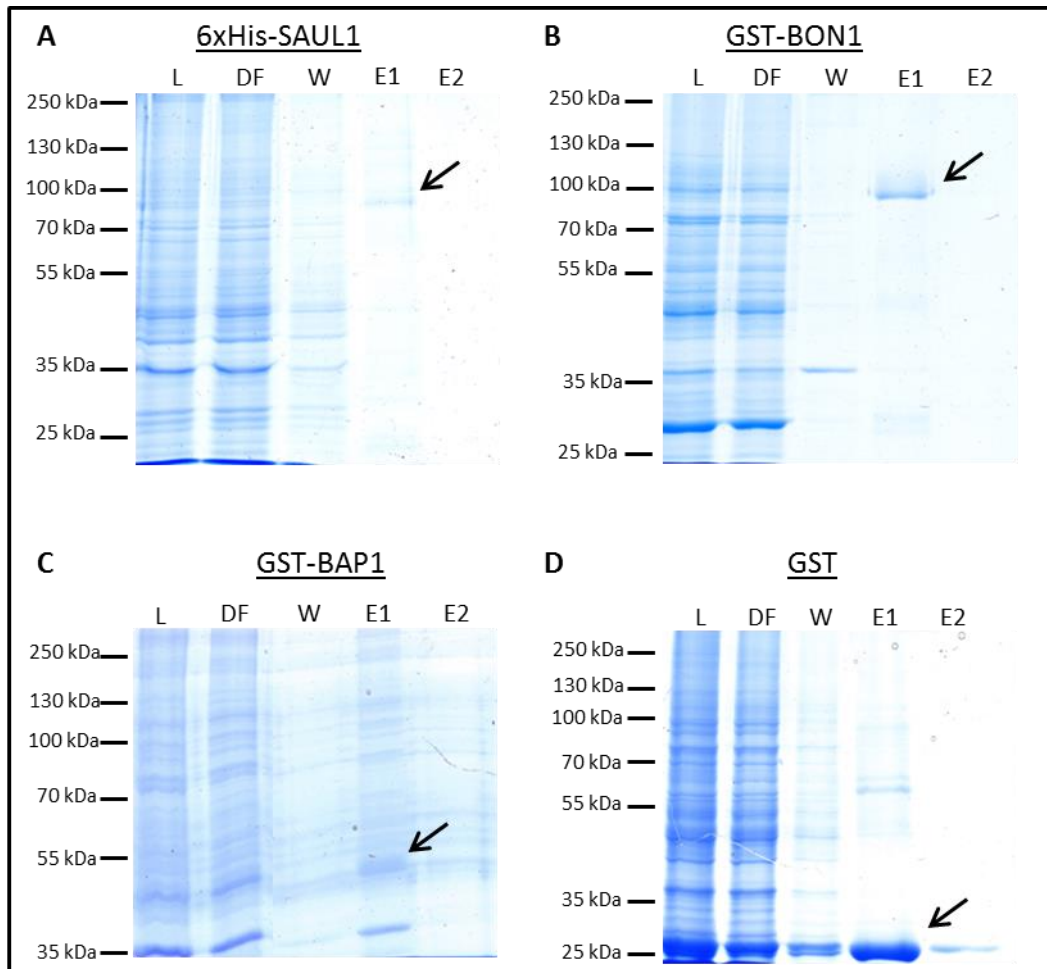 A
6xHis-SAUL1
L DF W E1 E2
250 kDa
130 kDa
100 kDa
70 kDa
55 kDa
35 kDa
25 kDa
B
GST-BON1
L DF W E1 E2
250 kDa
130 kDa
100 kDa
70 kDa
55 kDa
35 kDa
25 kDa
C
GST-BAP1
L DF W E1 E2
250 kDa
130 kDa
100 kDa
70 kDa
55 kDa
35 kDa
D
GST
L DF W E1 E2
250 kDa
130 kDa
100 kDa
70 kDa
55 kDa
35 kDa
25 kDa